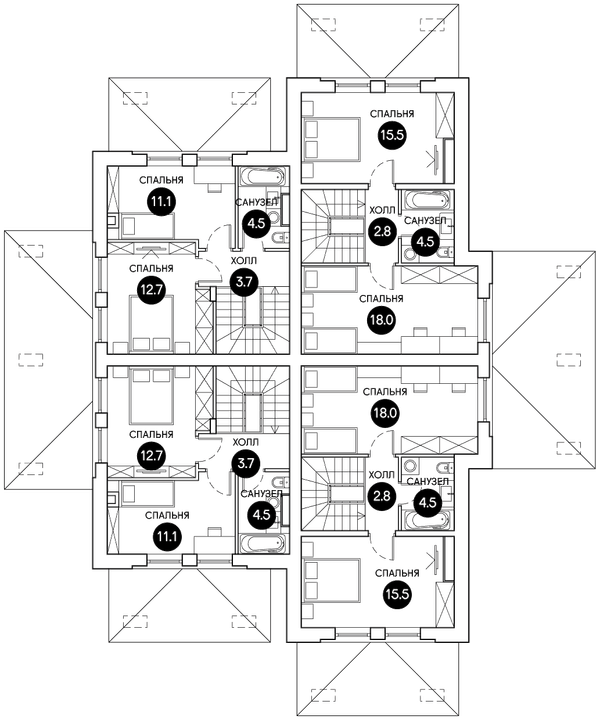 СПАЛЬНЯ
15.5
СПАЛЬНЯ
11.1
САНУЗЕЛ
4.5
ХОЛЛ
2.8
САНУЗЕЛ
4.5
СПАЛЬНЯ
12.7
ХОЛЛ
3.7
СПАЛЬНЯ
18.0
СПАЛЬНЯ
18.0
СПАЛЬНЯ
12.7
ХОЛЛ
3.7
ХОЛЛ
2.8
САНУЗЕЛ
4.5
САНУЗЕЛ
4.5
СПАЛЬНЯ
11.1
СПАЛЬНЯ
15.5